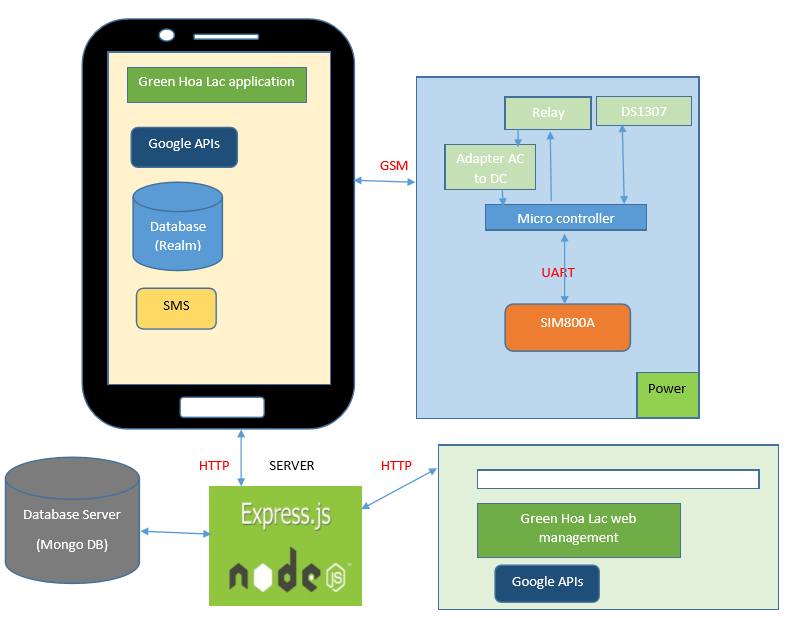 Green Hoa Lac application
Google APIs
Database
(Realm)
SMS
GSM
Relay
DS1307
Adapter AC
to DC
Micro controller
UART
SIM800A
Power
HTTP
SERVER
HTTP
Database Server
(Mongo DB)
Express.js
node
JS
Green Hoa Lac web
management
Google APIs